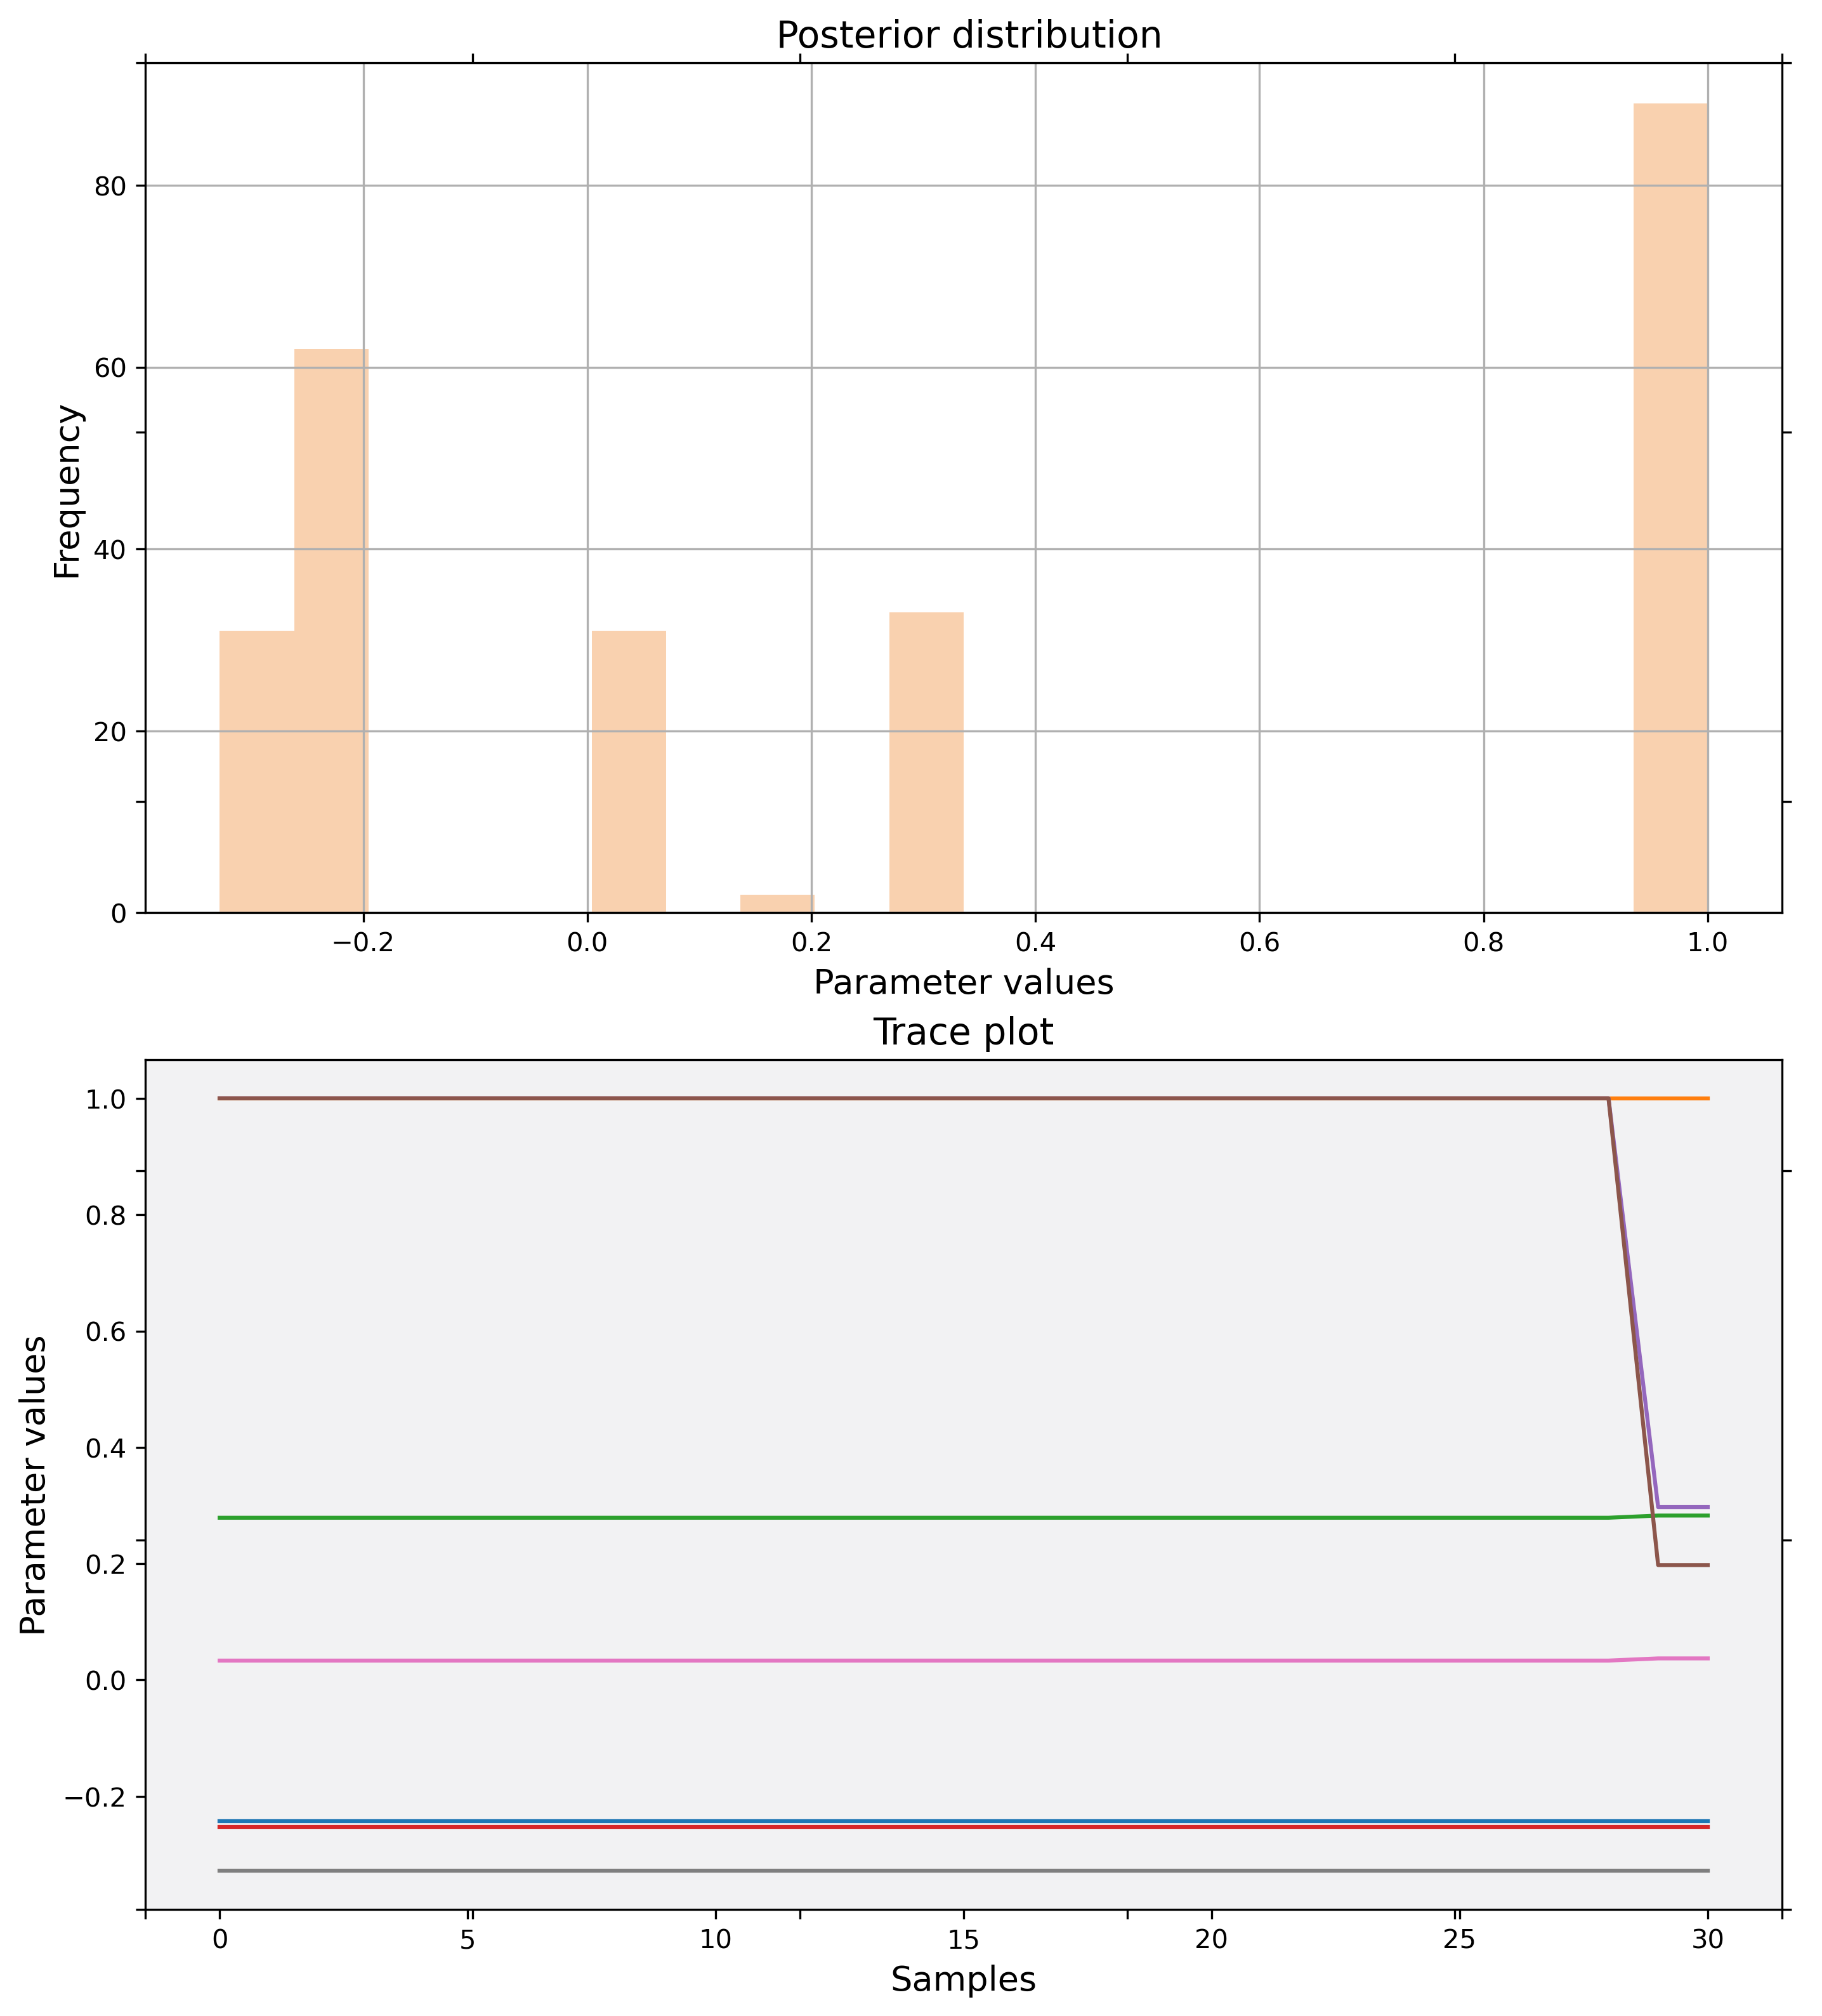 Posterior distribution
80
60
40
20
0
Frequency
−0.2 0.0 0.2 0.4 0.6 0.8 1.0
Parameter values
Trace plot
1.0
0.8
0.6
0.4
0.2
0.0
−0.2
Parameter values
0 5 10 15 20 25 30
Samples